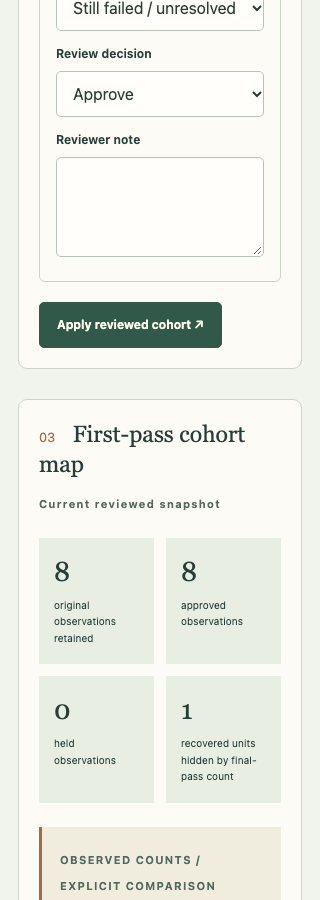 Still failed / unresolved
Review decision
Approve
Reviewer note
Apply reviewed cohort ↗
03 First-pass cohort
map
Current reviewed snapshot
8
original
observations
retained
8
approved
observations
0
held
observations
1
recovered units
hidden by final-
pass count
OBSERVED COUNTS /
EXPLICIT COMPARISON